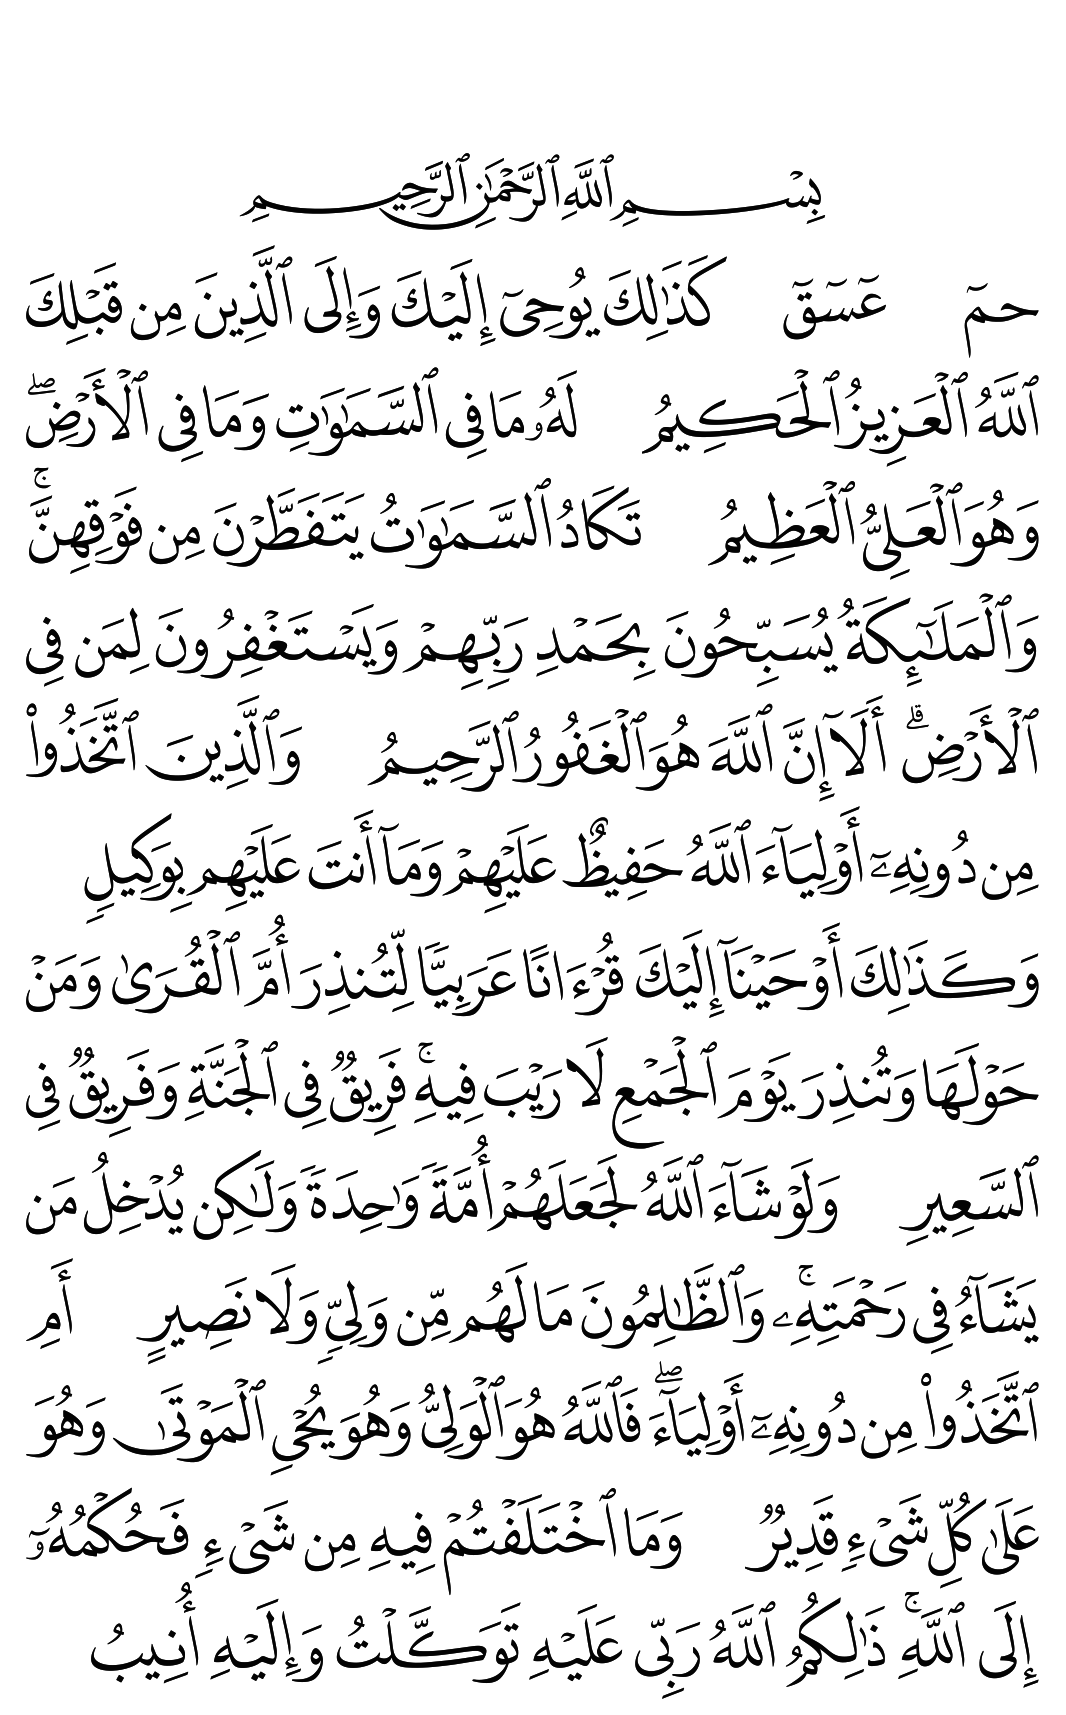 بِسْمِ ٱللَّهِ ٱلرَّحْمَٰنِ ٱلرَّحِيمِ
حمٓ عٓسٓقٓ كَذَٰلِكَ يُوحِىٓ إِلَيْكَ وَإِلَى ٱلَّذِينَ مِن قَبْلِكَ
ٱللَّهُ ٱلْعَزِيزُ ٱلْحَكِيمُ لَهُۥ مَا فِى ٱلسَّمَٰوَٰتِ وَمَا فِى ٱلْأَرْضِ ۖ
وَهُوَ ٱلْعَلِىُّ ٱلْعَظِيمُ تَكَادُ ٱلسَّمَٰوَٰتُ يَتَفَطَّرْنَ مِن فَوْقِهِنَّ ۚ
وَٱلْمَلَٰٓئِكَةُ يُسَبِّحُونَ بِحَمْدِ رَبِّهِمْ وَيَسْتَغْفِرُونَ لِمَن فِى
ٱلْأَرْضِ ۗ أَلَآ إِنَّ ٱللَّهَ هُوَ ٱلْغَفُورُ ٱلرَّحِيمُ وَٱلَّذِينَ ٱتَّخَذُوا۟
مِن دُونِهِۦٓ أَوْلِيَآءَ ٱللَّهُ حَفِيظٌ عَلَيْهِمْ وَمَآ أَنتَ عَلَيْهِم بِوَكِيلٍ
وَكَذَٰلِكَ أَوْحَيْنَآ إِلَيْكَ قُرْءَانًا عَرَبِيًّا لِّتُنذِرَ أُمَّ ٱلْقُرَىٰ وَمَنْ
حَوْلَهَا وَتُنذِرَ يَوْمَ ٱلْجَمْعِ لَا رَيْبَ فِيهِ ۚ فَرِيقٌ فِى ٱلْجَنَّةِ وَفَرِيقٌ فِى
ٱلسَّعِيرِ وَلَوْ شَآءَ ٱللَّهُ لَجَعَلَهُمْ أُمَّةً وَٰحِدَةً وَلَٰكِن يُدْخِلُ مَن
يَشَآءُ فِى رَحْمَتِهِۦ ۚ وَٱلظَّٰلِمُونَ مَا لَهُم مِّن وَلِىٍّ وَلَا نَصِيرٍ أَمِ
ٱتَّخَذُوا۟ مِن دُونِهِۦٓ أَوْلِيَآءَ ۖ فَٱللَّهُ هُوَ ٱلْوَلِىُّ وَهُوَ يُحْىِ ٱلْمَوْتَىٰ وَهُوَ
عَلَىٰ كُلِّ شَىْءٍ قَدِيرٌ وَمَا ٱخْتَلَفْتُمْ فِيهِ مِن شَىْءٍ فَحُكْمُهُۥٓ
إِلَى ٱللَّهِ ۚ ذَٰلِكُمُ ٱللَّهُ رَبِّى عَلَيْهِ تَوَكَّلْتُ وَإِلَيْهِ أُنِيبُ